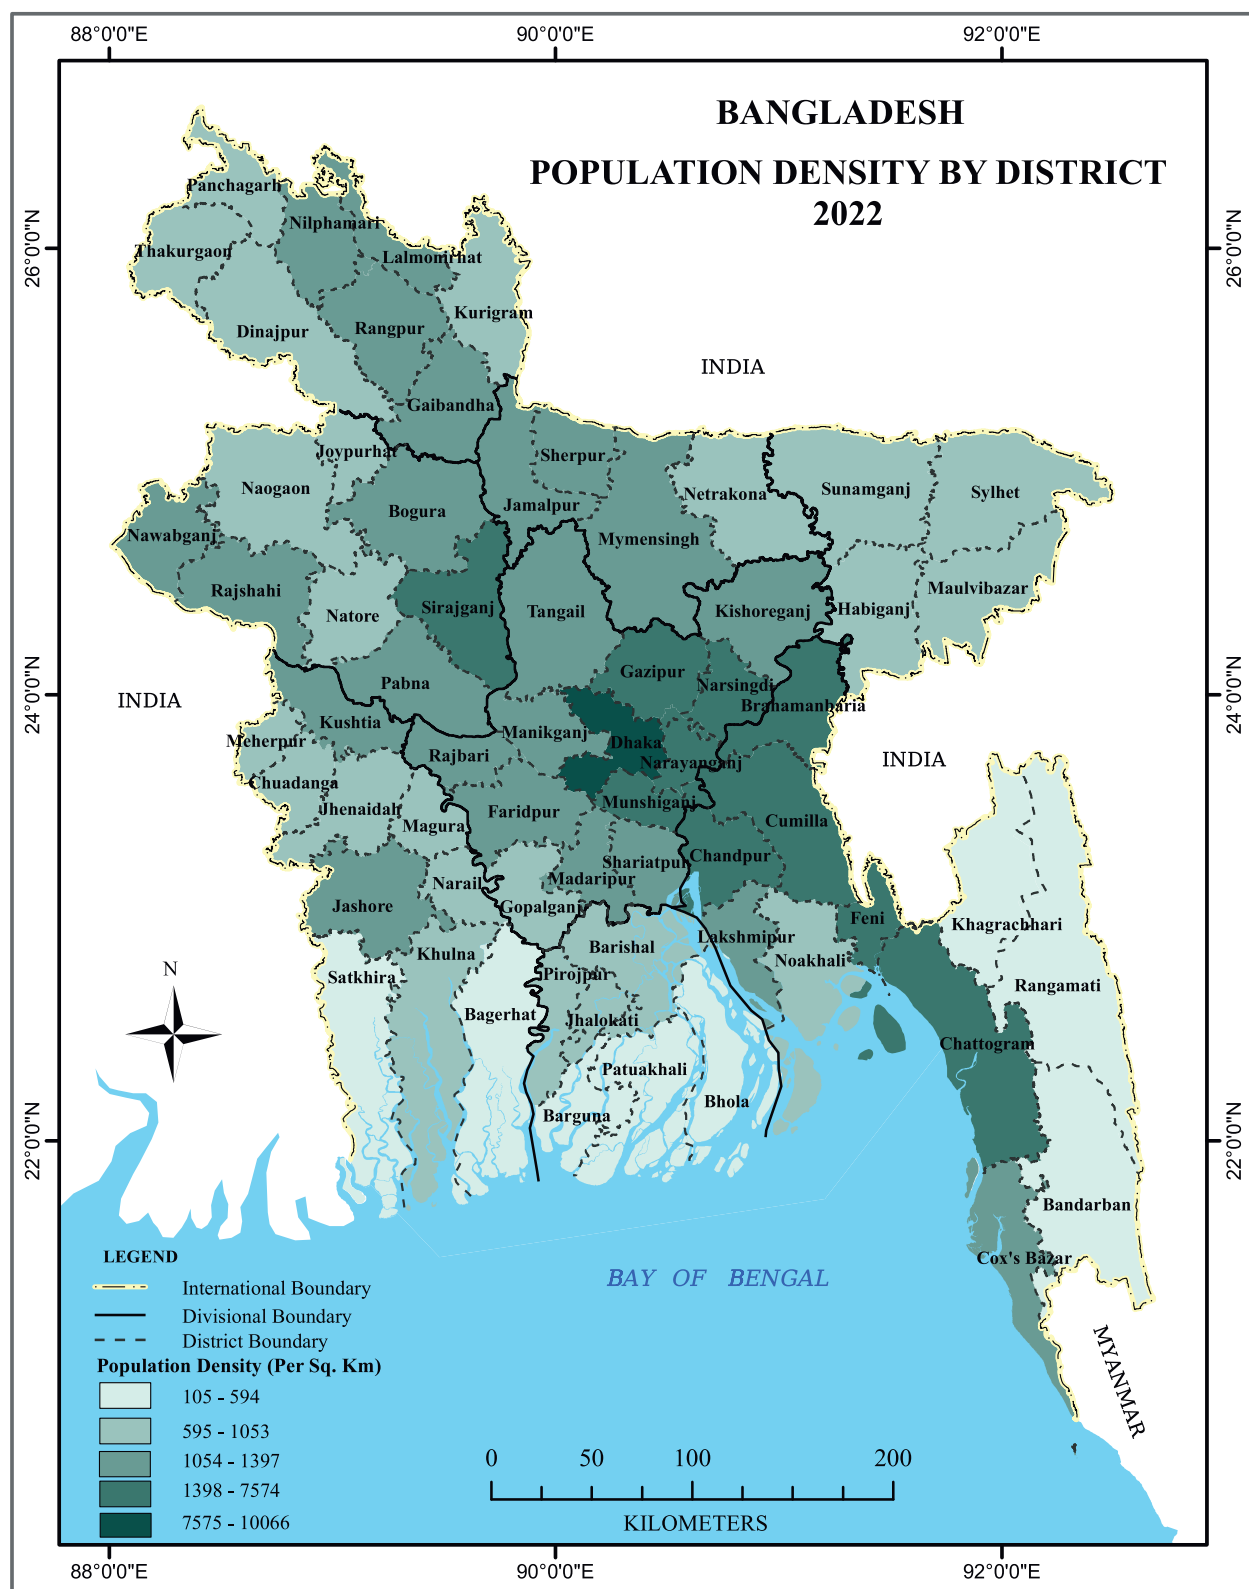 88°0'0"E
90°0'0"E
92°0'0"E
BANGLADESH
POPULATION DENSITY BY DISTRICT
2022
26°0'0"N
26°0'0"N
Panchagarh
Nilphamari
Thakurgaon
Lalmonirhat
Kurigram
Dinajpur
Rangpur
INDIA
Gaibandha
Joypurhat
Sherpur
Naogaon
Netrakona
Sunamganj
Sylhet
Bogura
Jamalpur
Nawabganj
Mymensingh
Rajshahi
Maulvibazar
Natore
Sirajganj
Tangail
Kishoreganj
Habiganj
Gazipur
Pabna
Narsingdi
24°0'0"N
24°0'0"N
INDIA
Brahamanbaria
Kushtia
Manikganj
Meherpur
Dhaka
Rajbari
Narayanganj
INDIA
Chuadanga
Jhenaidah
Faridpur
Munshiganj
Magura
Cumilla
Chandpur
Shariatpur
Narail
Madaripur
Jashore
Gopalganj
Feni
Khagrachhari
Lakshmipur
Barishal
Khulna
Noakhali
Satkhira
Pirojpur
Rangamati
N
Bagerhat
Jhalokati
Chattogram
Patuakhali
Bhola
Barguna
22°0'0"N
22°0'0"N
Bandarban
Cox's Bazar
LEGEND
BAY OF BENGAL
International Boundary
Divisional Boundary
District Boundary
MYANMAR
Population Density (Per Sq. Km)
105 - 594
595 - 1053
1054 - 1397
1398 - 7574
7575 - 10066
0 50 100 200
KILOMETERS
88°0'0"E
90°0'0"E
92°0'0"E